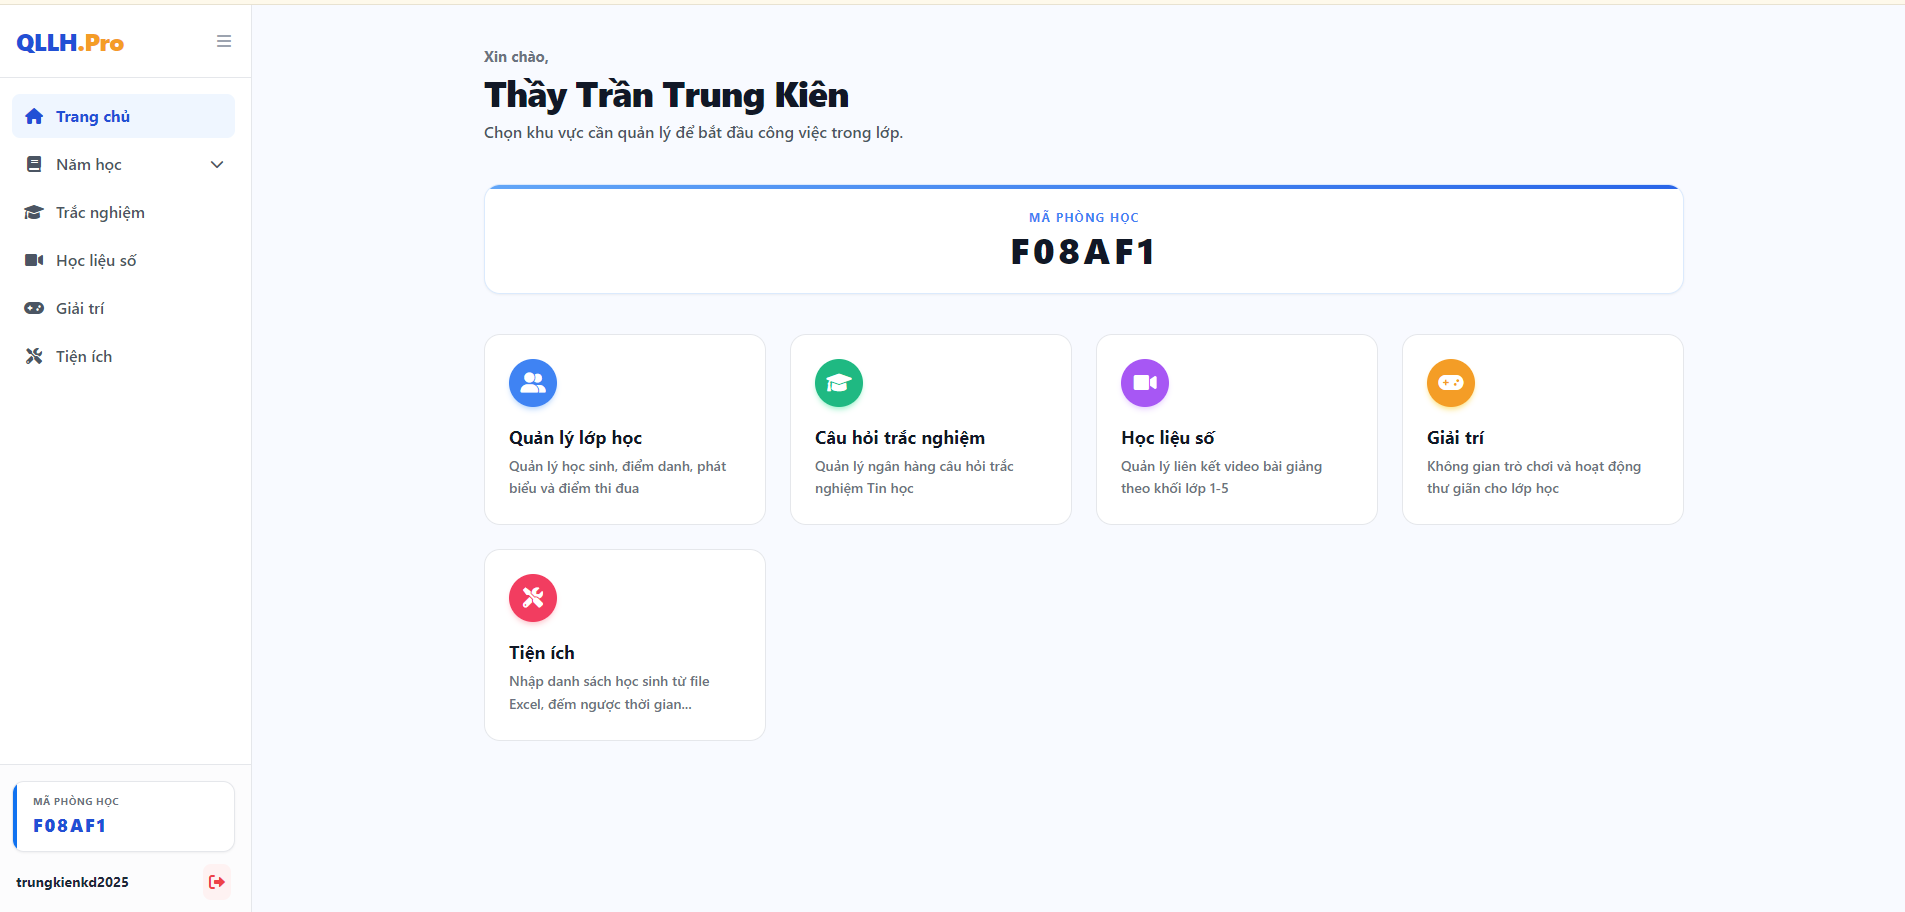 QLLH.Pro
Trang chủ
Năm học
Trắc nghiệm
Học liệu số
Giải trí
Tiện ích
MÃ PHÒNG HỌC
F08AF1
trungkienkd2025
Xin chào,
Thầy Trần Trung Kiên
Chọn khu vực cần quản lý để bắt đầu công việc trong lớp.
MÃ PHÒNG HỌC
F08AF1
Quản lý lớp học
Quản lý học sinh, điểm danh, phát
biểu và điểm thi đua
Câu hỏi trắc nghiệm
Quản lý ngân hàng câu hỏi trắc
nghiệm Tin học
Học liệu số
Quản lý liên kết video bài giảng
theo khối lớp 1-5
Giải trí
Không gian trò chơi và hoạt động
thư giãn cho lớp học
Tiện ích
Nhập danh sách học sinh từ file
Excel, đếm ngược thời gian...